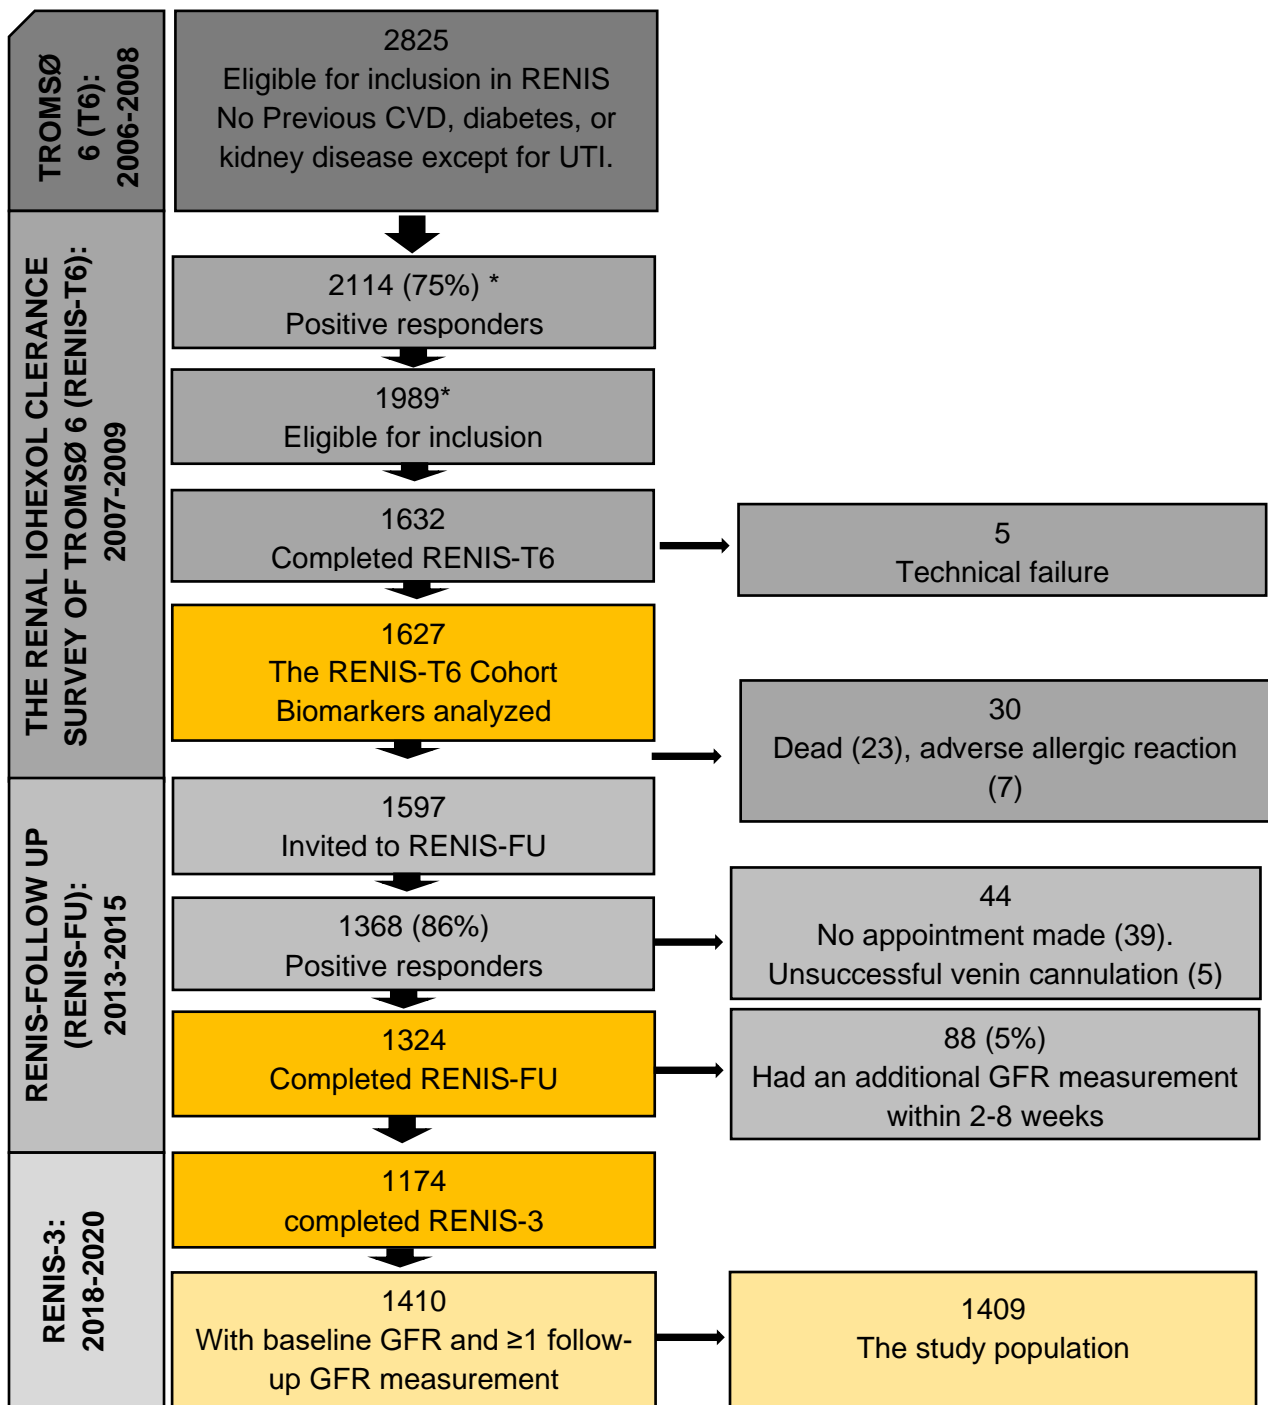 TROMSØ
6 (T6):
2006-2008
2825
Eligible for inclusion in RENIS
No Previous CVD, diabetes, or
kidney disease except for UTI.
THE RENAL IOHEXOL CLERANCE
SURVEY OF TROMSØ 6 (RENIS-T6):
2007-2009
2114 (75%) *
Positive responders
1989*
Eligible for inclusion
1632
Completed RENIS-T6
5
Technical failure
1627
The RENIS-T6 Cohort
Biomarkers analyzed
30
Dead (23), adverse allergic reaction
(7)
RENIS-FOLLOW UP
(RENIS-FU):
2013-2015
1597
Invited to RENIS-FU
1368 (86%)
Positive responders
44
No appointment made (39).
Unsuccessful venin cannulation (5)
1324
Completed RENIS-FU
88 (5%)
Had an additional GFR measurement
within 2-8 weeks
RENIS-3:
2018-2020
1174
completed RENIS-3
1410
With baseline GFR and ≥1 follow-
up GFR measurement
1409
The study population